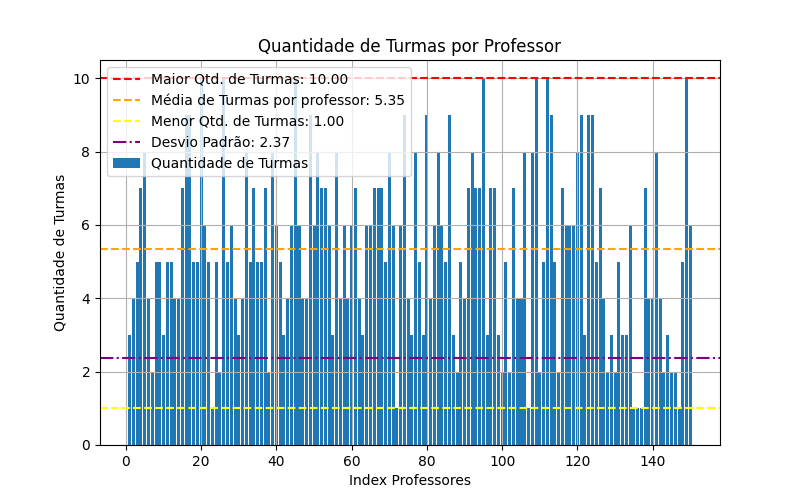 Quantidade de Turmas por Professor
Maior Qtd. de Turmas: 10.00
Média de Turmas por professor: 5.35
Menor Qtd. de Turmas: 1.00
Desvio Padrão: 2.37
Quantidade de Turmas
Quantidade de Turmas
10
8
6
4
2
0
0 20 40 60 80 100 120 140
Index Professores